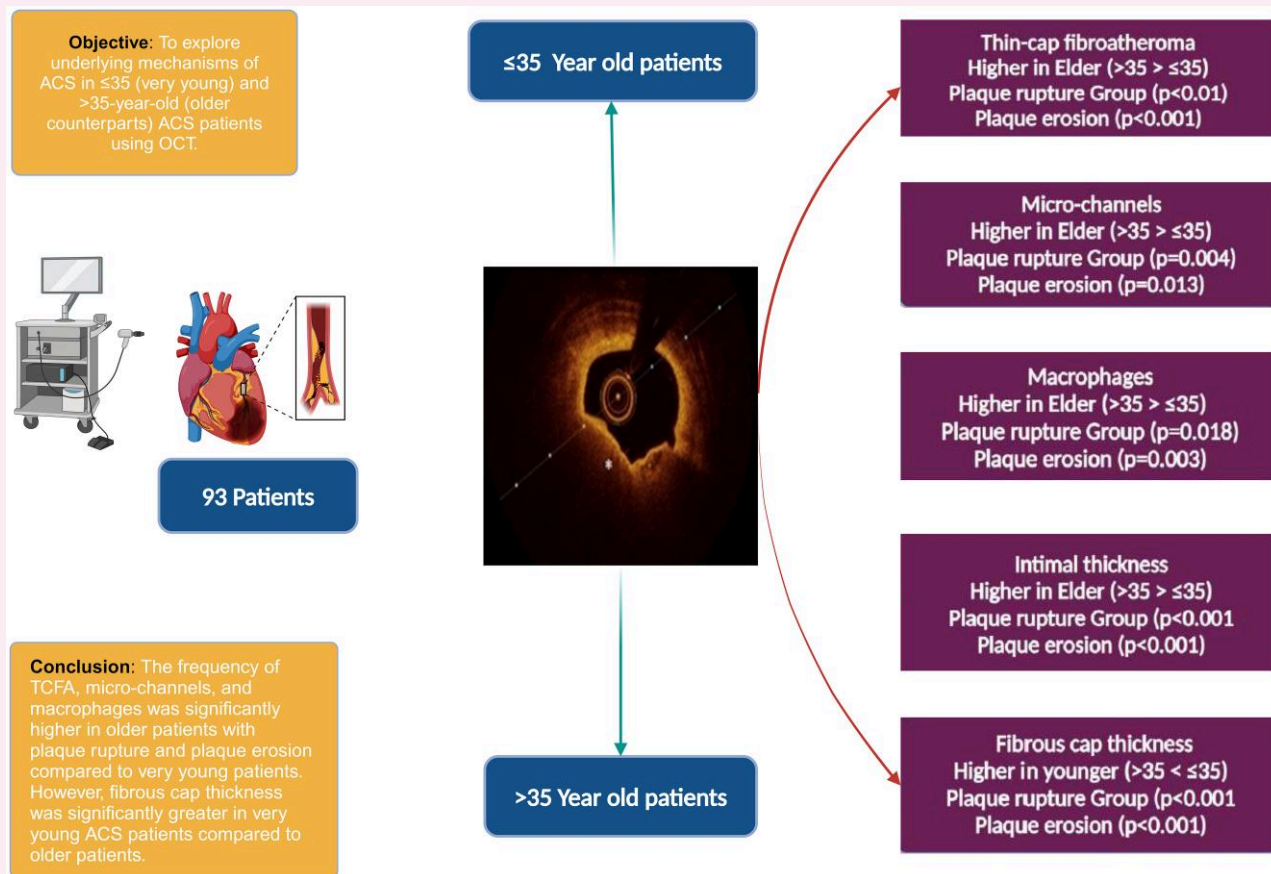 Objective: To explore
underlying mechanisms of
ACS in ≤35 (very young) and
>35-year-old (older
counterparts) ACS patients
using OCT.
93 Patients
Conclusion: The frequency of
TCFA, micro-channels, and
macrophages was significantly
higher in older patients with
plaque rupture and plaque erosion
compared to very young patients.
However, fibrous cap thickness
was significantly greater in very
young ACS patients compared to
older patients.
≤35 Year old patients
>35 Year old patients
Thin-cap fibroatheroma
Higher in Elder (>35 > ≤35)
Plaque rupture Group (p<0.01)
Plaque erosion (p<0.001)
Micro-channels
Higher in Elder (>35 > ≤35)
Plaque rupture Group (p=0.004)
Plaque erosion (p=0.013)
Macrophages
Higher in Elder (>35 > ≤35)
Plaque rupture Group (p=0.018)
Plaque erosion (p=0.003)
Intimal thickness
Higher in Elder (>35 > ≤35)
Plaque rupture Group (p<0.001
Plaque erosion (p<0.001)
Fibrous cap thickness
Higher in younger (>35 < ≤35)
Plaque rupture Group (p<0.001
Plaque erosion (p<0.001)